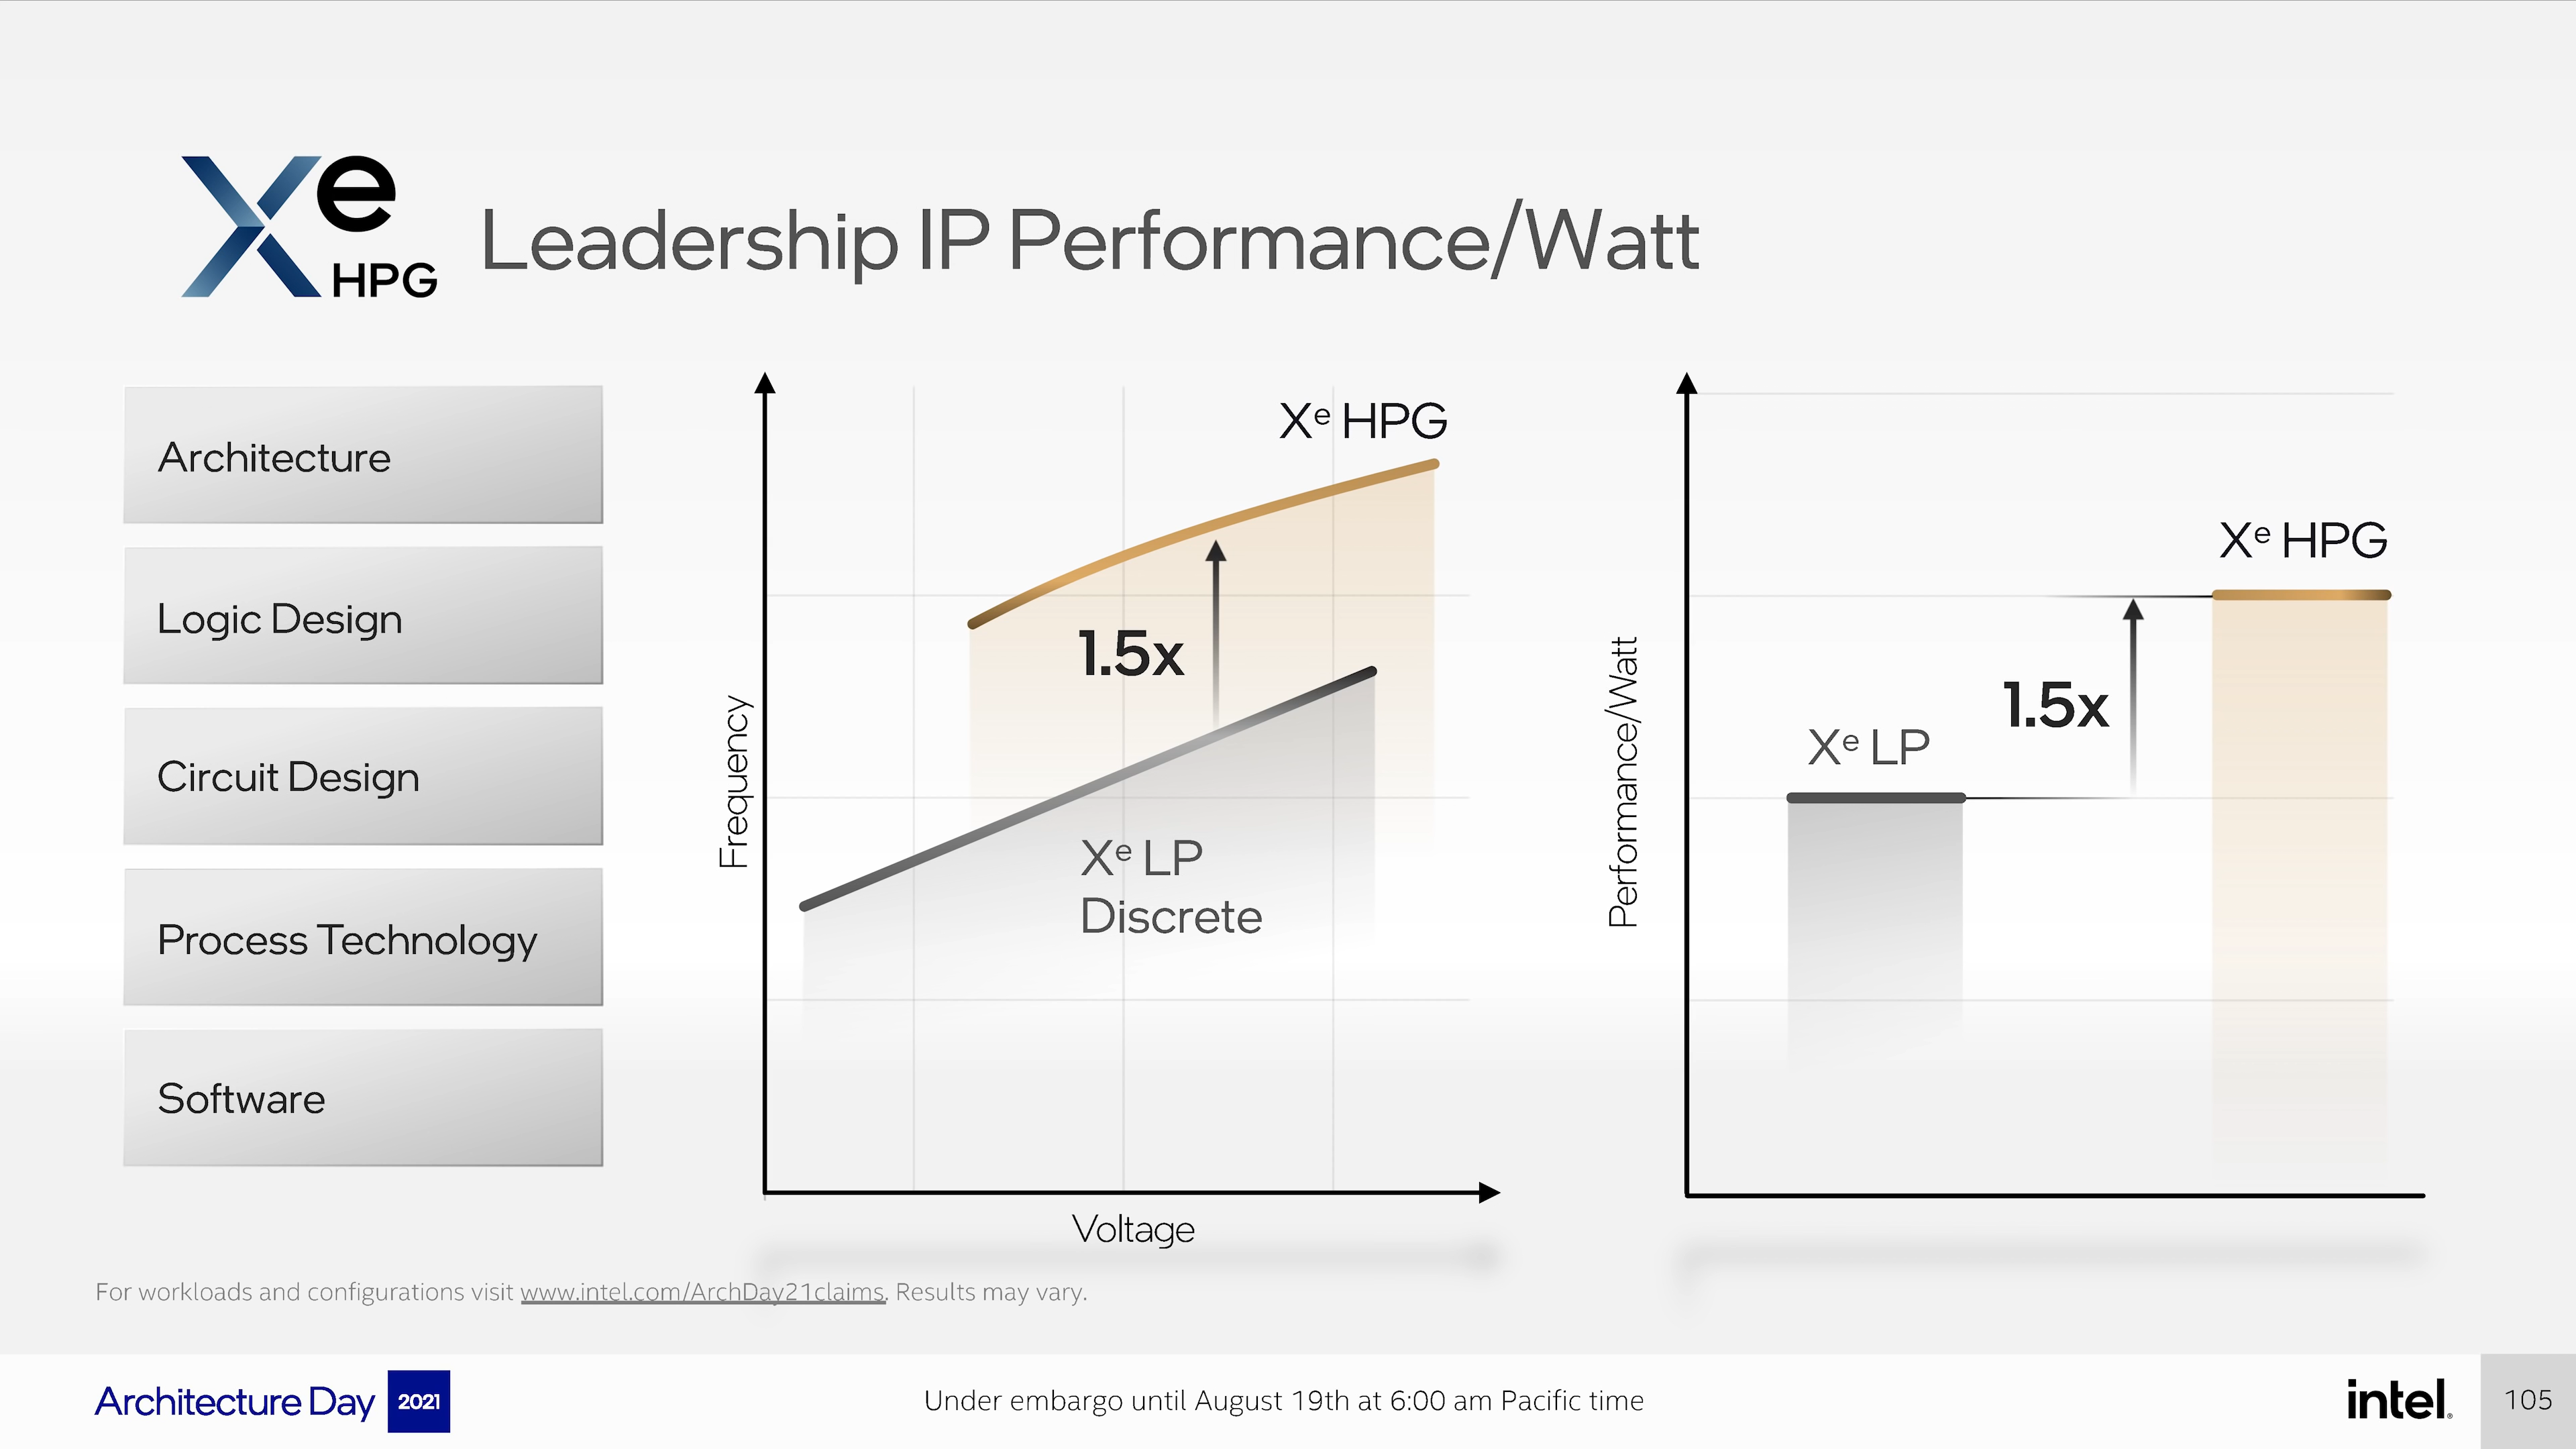 Xe HPG
Leadership IP Performance/Watt
Architecture
Logic Design
Circuit Design
Process Technology
Software
Frequency
Xe HPG
1.5x
Xe LP
Discrete
Voltage
Performance/Watt
Xe HPG
1.5x
Xe LP
For workloads and configurations visit www.intel.com/ArchDay21claims. Results may vary.
Architecture Day 2021
Under embargo until August 19th at 6:00 am Pacific time
intel®
105